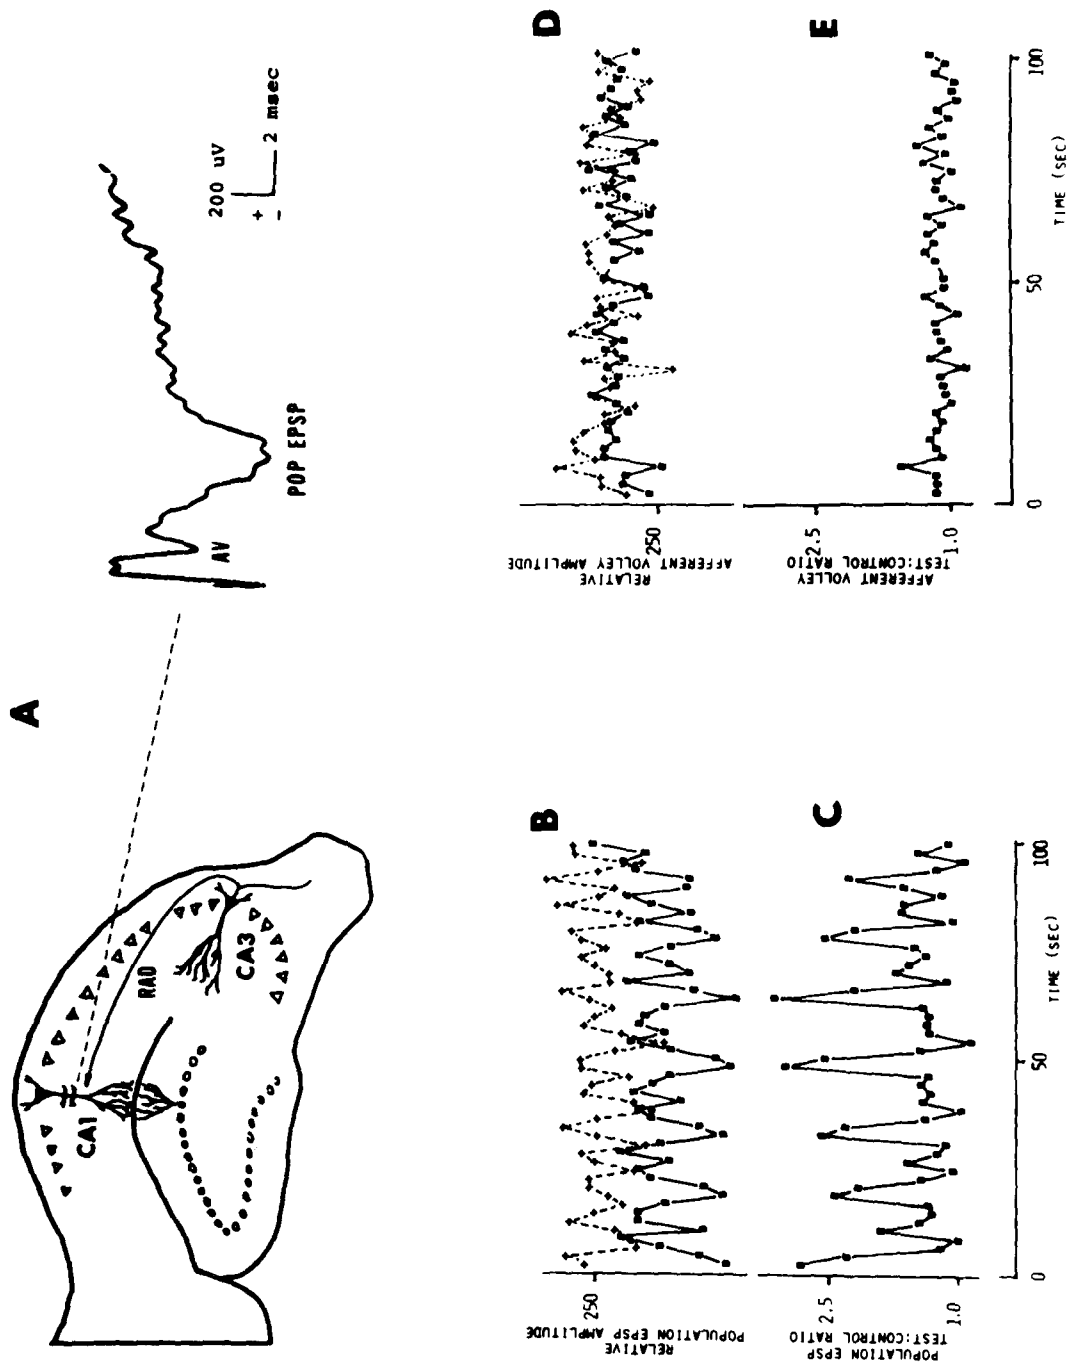 A
CA1
RAD
CA3
AV
POP EPSP
200 uV
+
-
2 msec
B
RELATIVE
POPULATION EPSP AMPLITUDE
250
C
POPULATION EPSP
TEST:CONTROL RATIO
2.5
1.0
0
50
100
TIME (SEC)
D
RELATIVE
AFFERENT VOLLEY AMPLITUDE
250
E
AFFERENT VOLLEY
TEST:CONTROL RATIO
2.5
1.0
0
50
100
TIME (SEC)